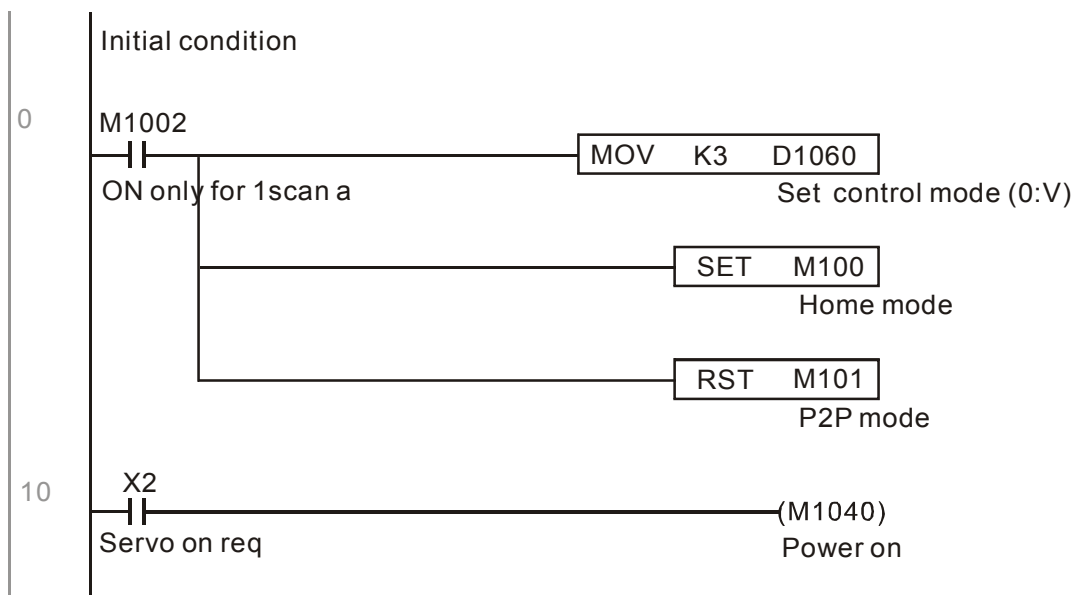 Initial condition
0
M1002
MOV K3 D1060
ON only for 1scan a
Set control mode (0:V)
SET M100
Home mode
RST M101
P2P mode
10
X2
(M1040)
Servo on req
Power on